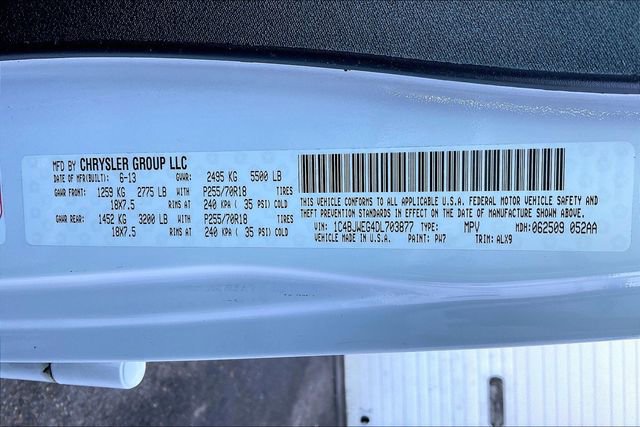 MFD BY CHRYSLER GROUP LLC
DATE OF MFR(BUILT): 6-13 GVWR: 2495 KG 5500 LB
GAWR FRONT: 1259 KG 2775 LB WITH P255/70R18 TIRES
18X7.5 RIMS AT 240 KPA ( 35 PSI) COLD
GAWR REAR: 1452 KG 3200 LB WITH P255/70R18 TIRES
18X7.5 RIMS AT 240 KPA ( 35 PSI) COLD
THIS VEHICLE CONFORMS TO ALL APPLICABLE U.S.A. FEDERAL MOTOR VEHICLE SAFETY AND
THEFT PREVENTION STANDARDS IN EFFECT ON THE DATE OF MANUFACTURE SHOWN ABOVE.
VIN: 1C4BJWEG4DL703877 TYPE: MPV MDH: 062509 052AA
VEHICLE MADE IN U.S.A. PAINT: PW7 TRIM: ALX9